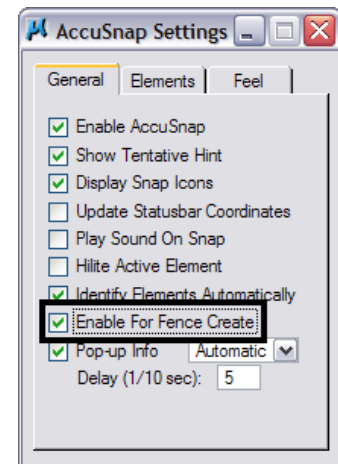 AccuSnap Settings
General Elements Feel
Enable AccuSnap
Show Tentative Hint
Display Snap Icons
Update Statusbar Coordinates
Play Sound On Snap
Hilite Active Element
Identify Elements Automatically
Enable For Fence Create
Pop-up Info Automatic
Delay (1/10 sec): 5